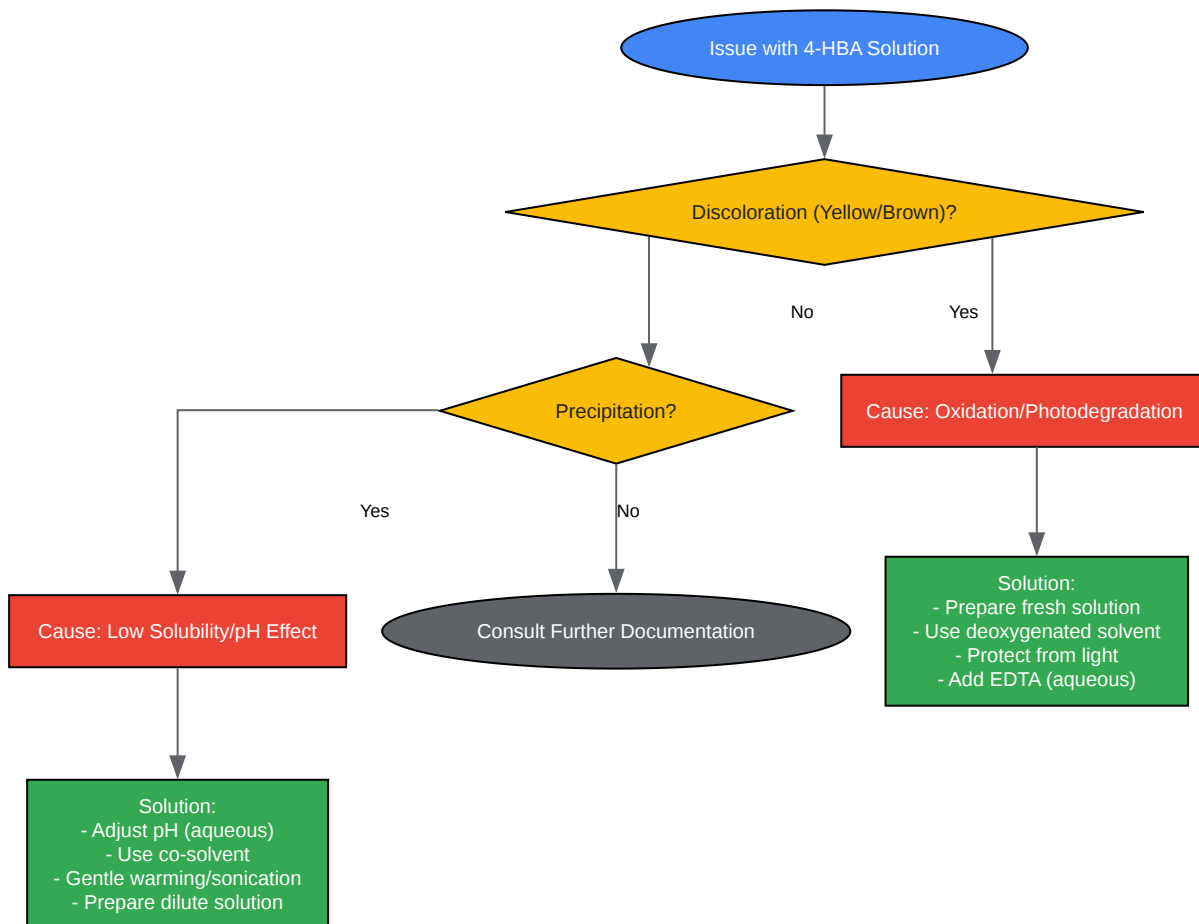 Issue with 4-HBA Solution
Discoloration (Yellow/Brown)?
No
Yes
Precipitation?
Cause: Oxidation/Photodegradation
Yes
No
Cause: Low Solubility/pH Effect
Consult Further Documentation
Solution:
- Prepare fresh solution
- Use deoxygenated solvent
- Protect from light
- Add EDTA (aqueous)
Solution:
- Adjust pH (aqueous)
- Use co-solvent
- Gentle warming/sonication
- Prepare dilute solution